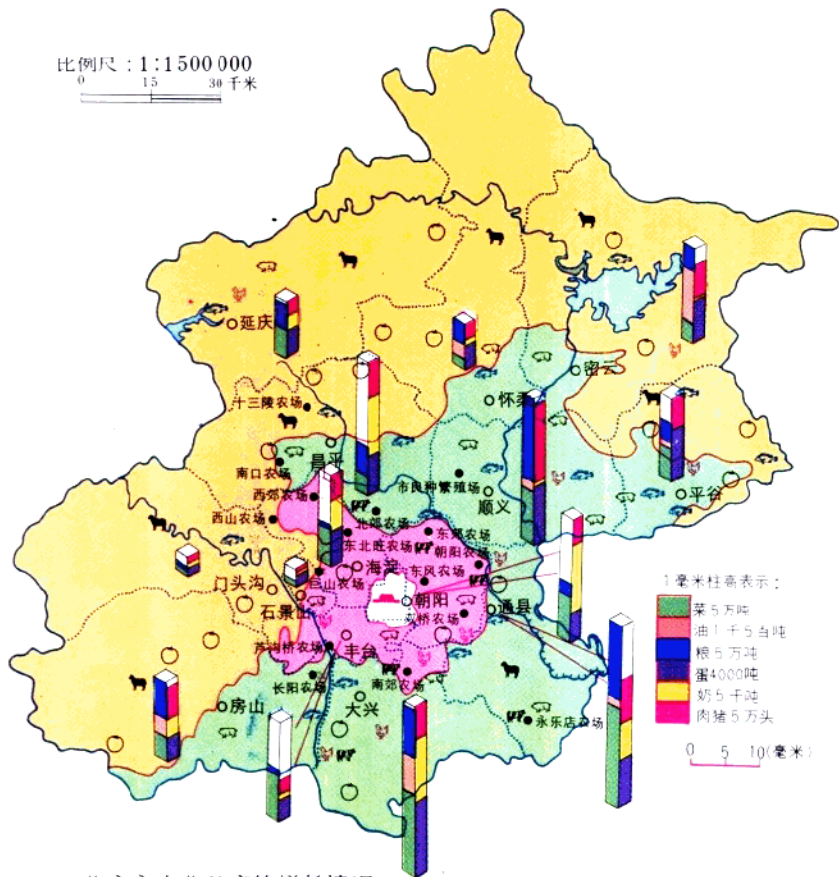 比例尺：1:1500 000
0 15 30 千米
延庆
密云
怀柔
十三陵农场
昌平
南口农场
市良种繁殖场
平谷
西郊农场
顺义
西山农场
北郊农场
东郊农场
东北旺农场
朝阳农场
海淀
东风农场
门头沟
巨山农场
朝阳
石景山
双桥农场
通县
芦沟桥农场
丰台
长阳农场
南郊农场
房山
大兴
永乐店农场
1毫米柱高表示：
菜5万吨
油1千5百吨
粮5万吨
蛋4000吨
奶5千吨
肉猪5万头
0 5 10(毫米)